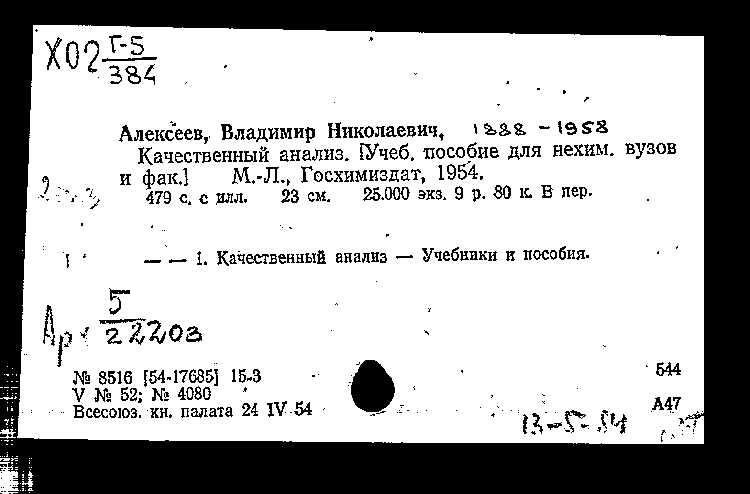 Х02 Г-5
384
Алексеев, Владимир Николаевич, 1888-1958
Качественный анализ. [Учеб. пособие для нехим. вузов
и фак.] М.-Л., Госхимиздат, 1954.
479 с. с илл. 23 см. 25.000 экз. 9 р. 80 к. В пер.
— — 1. Качественный анализ — Учебники и пособия.
Ар 5
22203
№ 8516 [54-17685] 15-3 544
V № 52; № 4080
Всесоюз. кн. палата 24 IV 54 А47
13-5-54